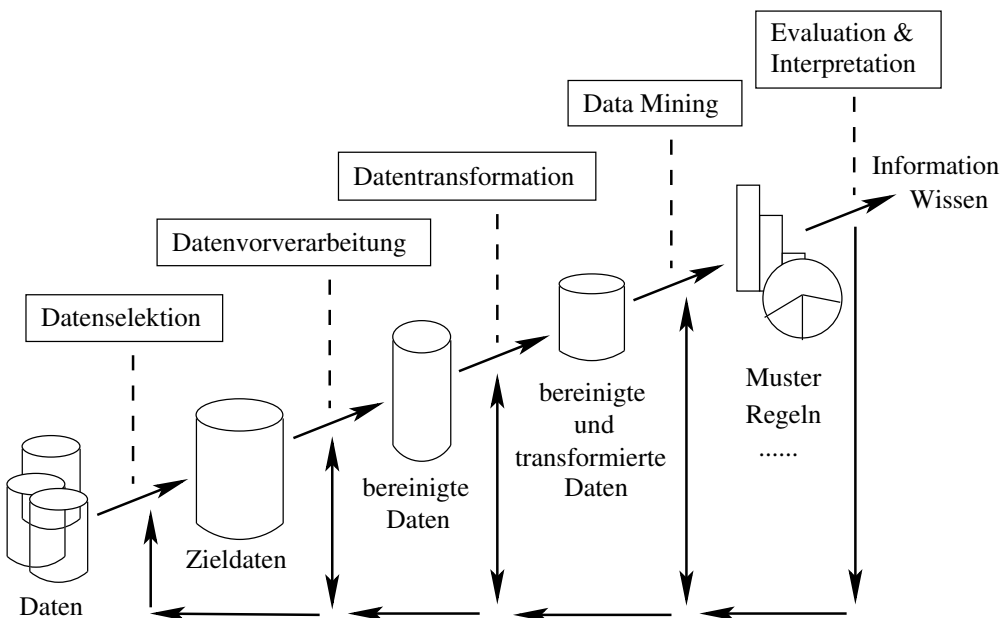 Evaluation &
Interpretation
Data Mining
Datentransformation
Datenvorverarbeitung
Datenselektion
Information
Wissen
Muster
Regeln
......
bereinigte
und
transformierte
Daten
bereinigte
Daten
Zieldaten
Daten